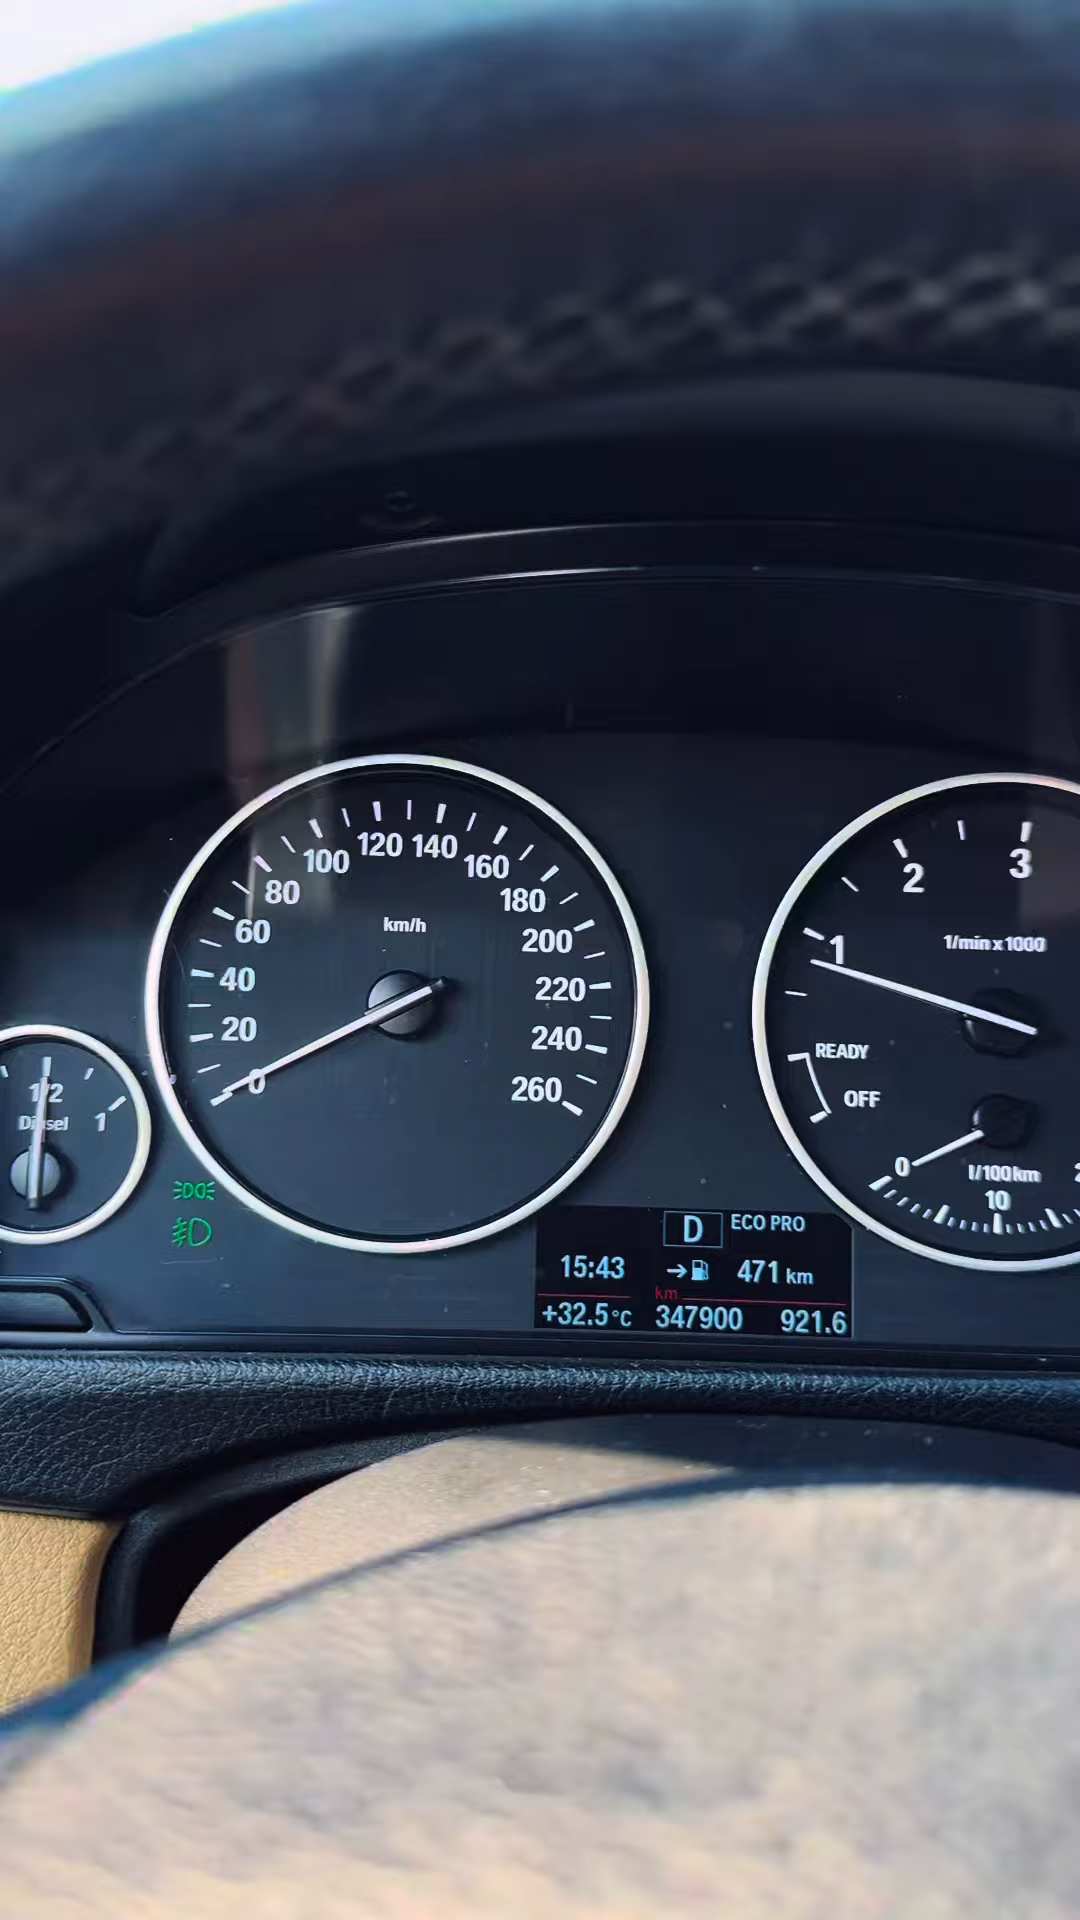 120 140
100 160
80 180
60 km/h 200
40 220
20 240
0 260
1/2
Diesel 1
2 3
1 1/min x 1000
READY
OFF
0 l/100km
10
D ECO PRO
15:43 471 km
km
+32.5°C 347900 921.6